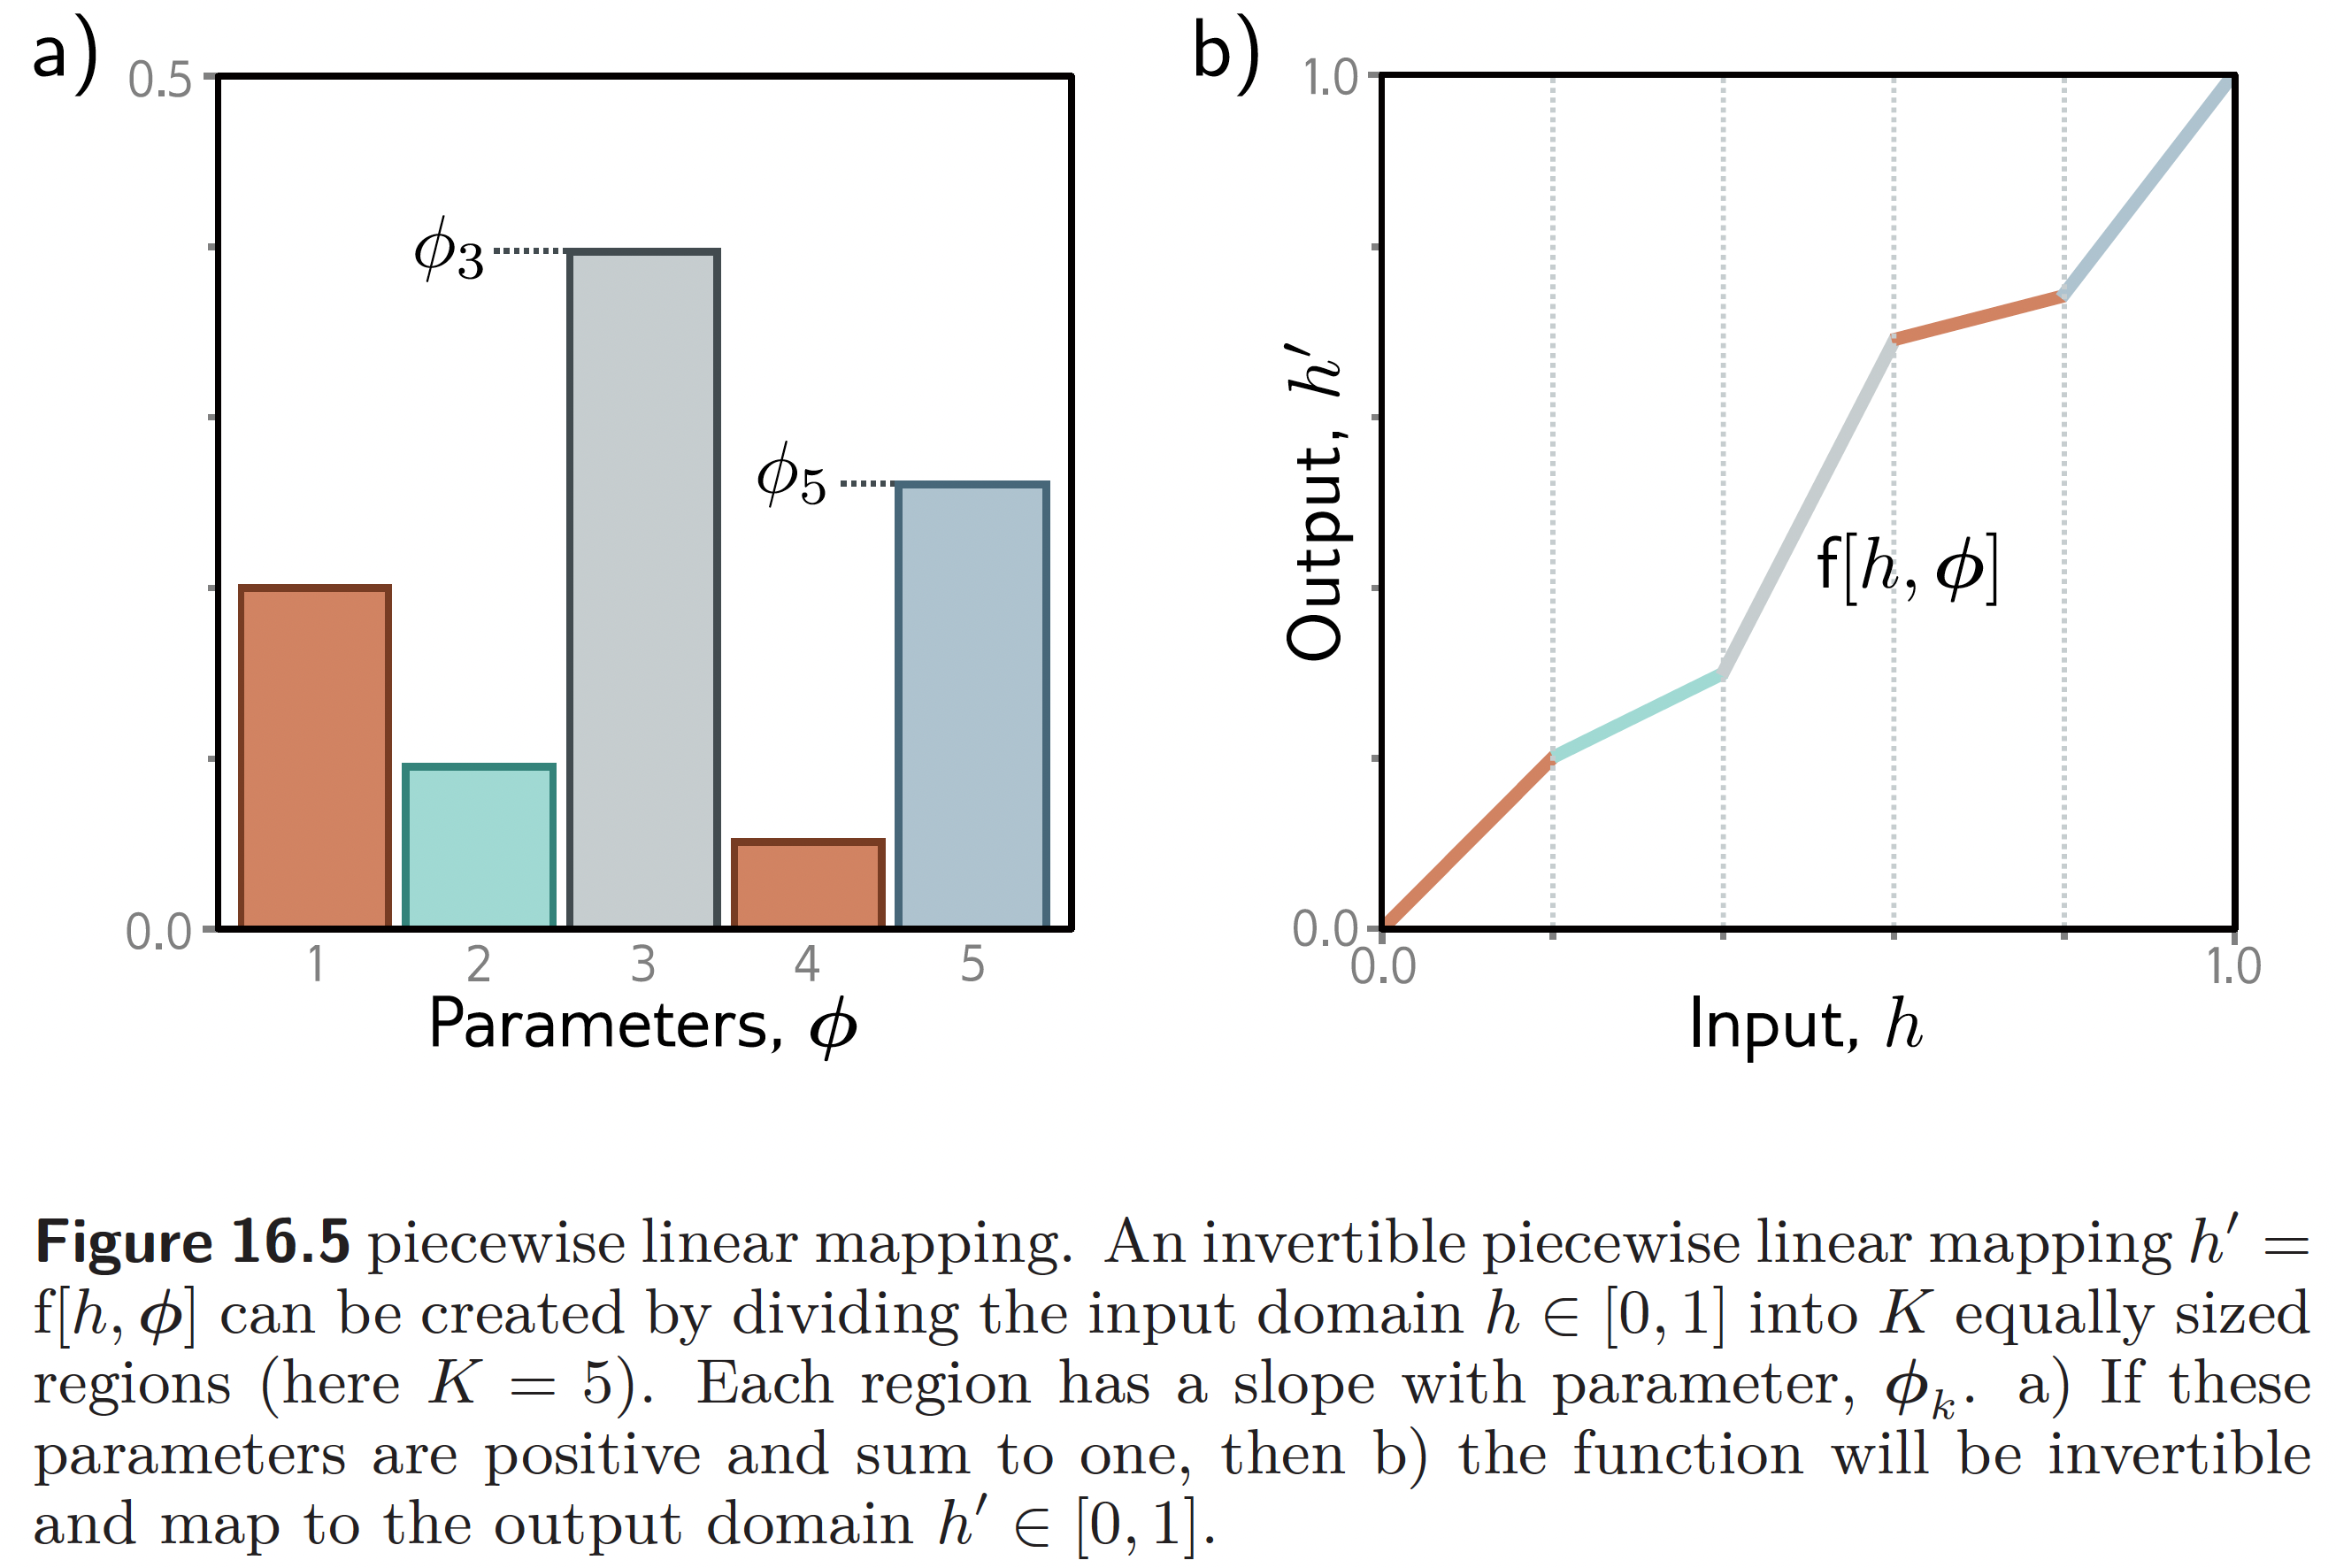 a)
0.5
ϕ3
ϕ5
0.0
1 2 3 4 5
Parameters, ϕ
b)
1.0
Output, h′
f[h, ϕ]
0.0
0.0 1.0
Input, h
Figure 16.5 piecewise linear mapping. An invertible piecewise linear mapping h′ =
f[h, ϕ] can be created by dividing the input domain h ∈ [0, 1] into K equally sized
regions (here K = 5). Each region has a slope with parameter, ϕk. a) If these
parameters are positive and sum to one, then b) the function will be invertible
and map to the output domain h′ ∈ [0, 1].